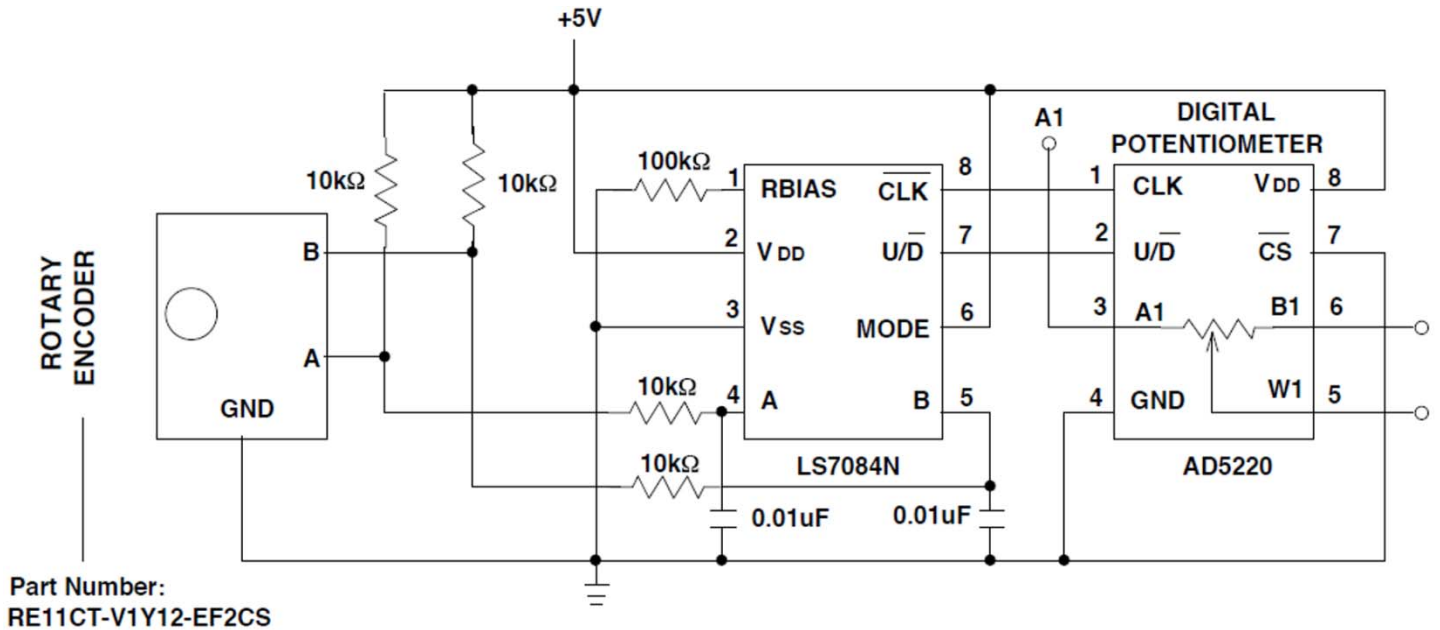 +5V
10kΩ
10kΩ
100kΩ
ROTARY
ENCODER
B
A
GND
Part Number:
RE11CT-V1Y12-EF2CS
1
RBIAS
2
VDD
3
VSS
4
A
10kΩ
10kΩ
CLK
8
U/D
7
MODE
6
B
5
LS7084N
0.01uF
0.01uF
A1
DIGITAL
POTENTIOMETER
1
CLK
2
U/D
3
A1
4
GND
VDD
8
CS
7
B1
6
W1
5
AD5220